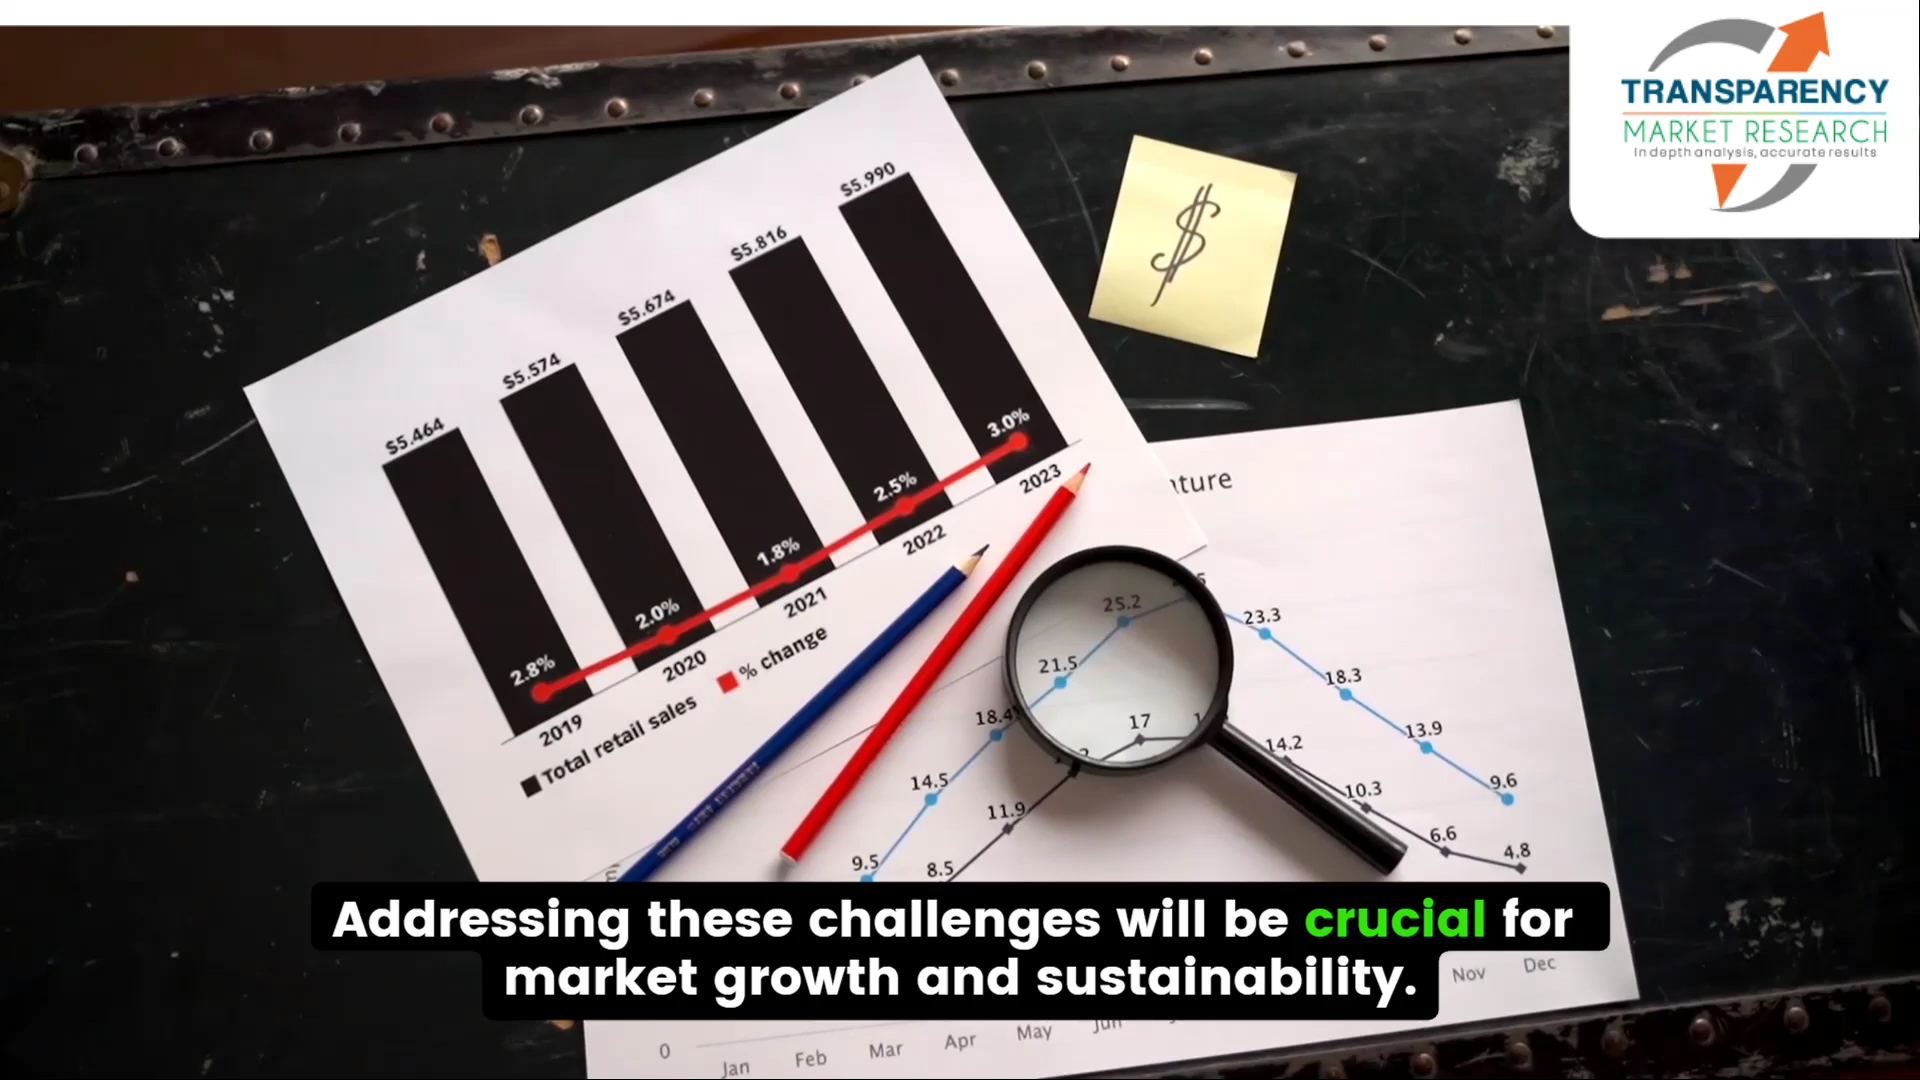 TRANSPARENCY
MARKET RESEARCH
In depth analysis, accurate results
$
$5.990
$5.816
$5.674
$5.574
$5.464
3.0%
2.5%
1.8%
2.0%
2.8%
2023
2022
2021
2020
2019
% change
Total retail sales
25.2
23.3
21.5
18.3
18.4
17
14.2
13.9
14.5
11.9
10.3
9.6
9.5
8.5
6.6
4.8
Addressing these challenges will be crucial for
market growth and sustainability.
Nov
Dec
0
Jan
Feb
Mar
Apr
May
Jun